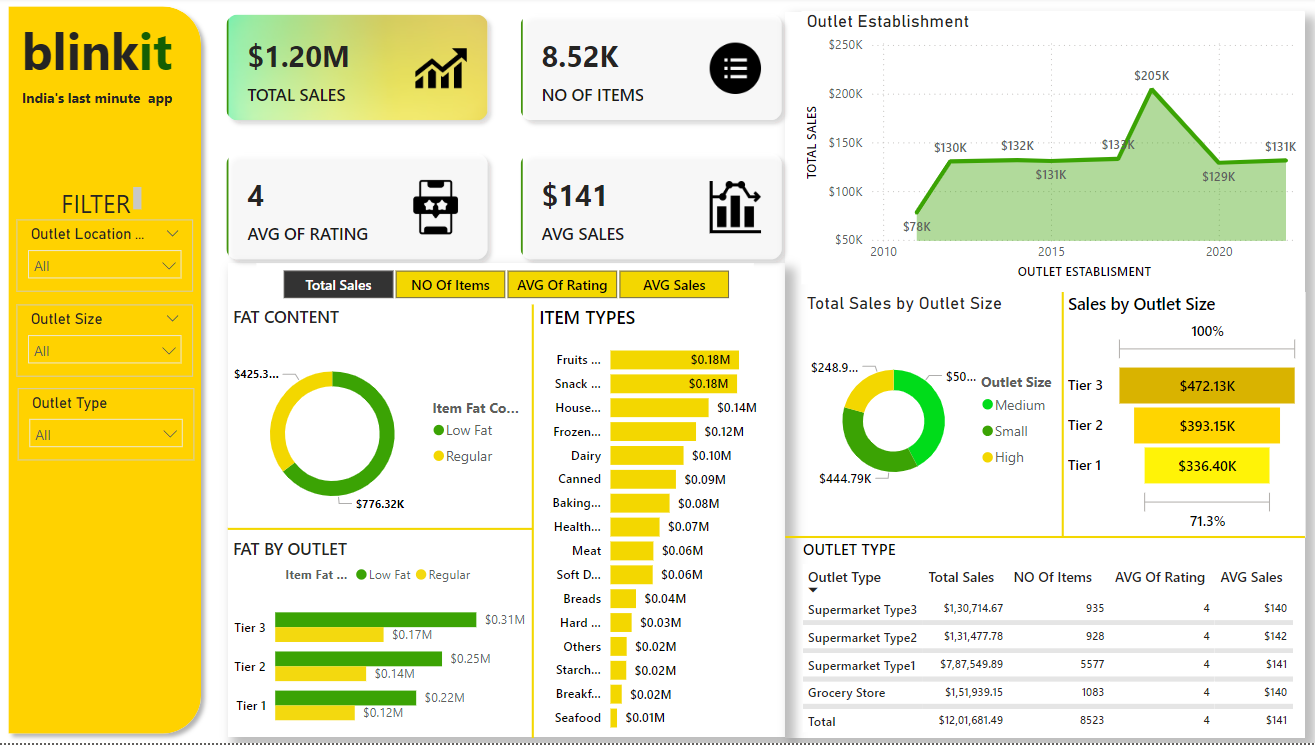 blinkit
India's last minute app
FILTER
Outlet Location ...
All
Outlet Size
All
Outlet Type
All
$1.20M
TOTAL SALES
8.52K
NO OF ITEMS
4
AVG OF RATING
$141
AVG SALES
Total Sales
NO Of Items
AVG Of Rating
AVG Sales
FAT CONTENT
$425.3...
$776.32K
Item Fat Co...
Low Fat
Regular
FAT BY OUTLET
Item Fat ... Low Fat Regular
Tier 3 $0.31M
$0.17M
Tier 2 $0.25M
$0.14M
Tier 1 $0.22M
$0.12M
ITEM TYPES
Fruits ... $0.18M
Snack ... $0.18M
House... $0.14M
Frozen... $0.12M
Dairy $0.10M
Canned $0.09M
Baking... $0.08M
Health... $0.07M
Meat $0.06M
Soft D... $0.06M
Breads $0.04M
Hard ... $0.03M
Others $0.02M
Starch... $0.02M
Breakf... $0.02M
Seafood $0.01M
Outlet Establishment
TOTAL SALES
$250K
$200K
$150K
$100K
$50K
$78K
$130K
$132K
$131K
$133K
$205K
$129K
$131K
2010 2015 2020
OUTLET ESTABLISMENT
Total Sales by Outlet Size
$248.9...
$50...
$444.79K
Outlet Size
Medium
Small
High
Sales by Outlet Size
100%
Tier 3 $472.13K
Tier 2 $393.15K
Tier 1 $336.40K
71.3%
OUTLET TYPE
Outlet Type Total Sales NO Of Items AVG Of Rating AVG Sales
Supermarket Type3 $1,30,714.67 935 4 $140
Supermarket Type2 $1,31,477.78 928 4 $142
Supermarket Type1 $7,87,549.89 5577 4 $141
Grocery Store $1,51,939.15 1083 4 $140
Total $12,01,681.49 8523 4 $141